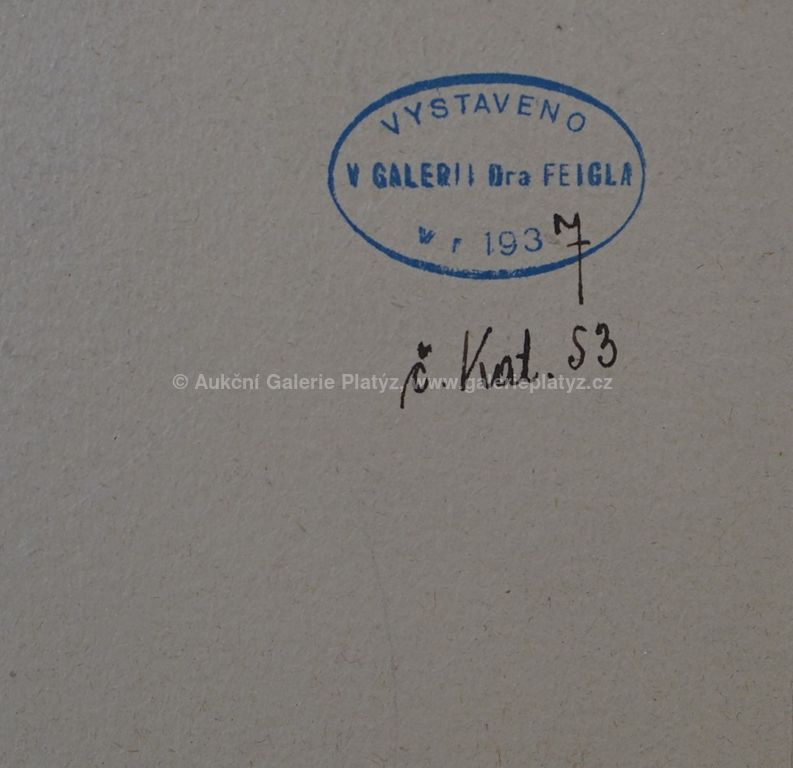 VYSTAVENO
V GALERII Dra FEIGLA
v r 1937
č. Kat. 53
© Aukční Galerie Platýz, www.galerieplatyz.cz